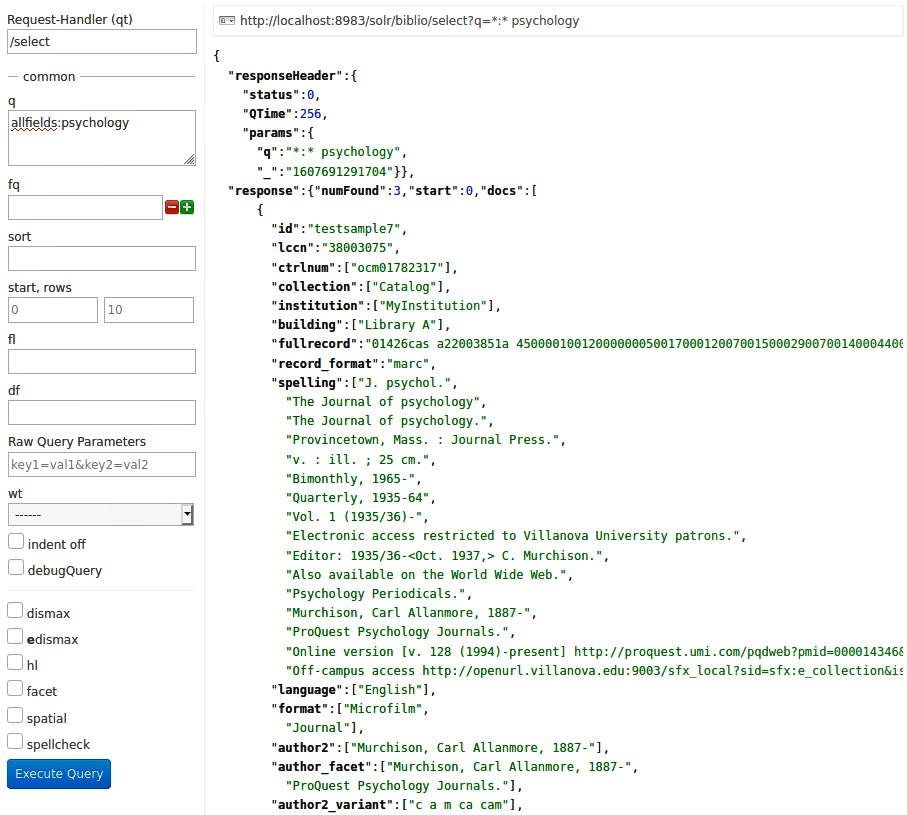 Request-Handler (qt)
/select
common
q
allfields:psychology
fq
sort
start, rows
0
10
fl
df
Raw Query Parameters
key1=val1&key2=val2
wt
------
indent off
debugQuery
dismax
edismax
hl
facet
spatial
spellcheck
Execute Query
http://localhost:8983/solr/biblio/select?q=*:* psychology
{
"responseHeader":{
"status":0,
"QTime":256,
"params":{
"q":"*:* psychology",
"_":"1607691291704"}},
"response":{"numFound":3,"start":0,"docs":[
{
"id":"testsample7",
"lccn":"38003075",
"ctrlnum":["ocm01782317"],
"collection":["Catalog"],
"institution":["MyInstitution"],
"building":["Library A"],
"fullrecord":"01426cas a22003851a 450000100120000000500170001200700150002900700140004400
"record_format":"marc",
"spelling":["J. psychol.",
"The Journal of psychology",
"The Journal of psychology.",
"Provincetown, Mass. : Journal Press.",
"v. : ill. ; 25 cm.",
"Bimonthly, 1965-",
"Quarterly, 1935-64",
"Vol. 1 (1935/36)-",
"Electronic access restricted to Villanova University patrons.",
"Editor: 1935/36-<Oct. 1937,> C. Murchison.",
"Also available on the World Wide Web.",
"Psychology Periodicals.",
"Murchison, Carl Allanmore, 1887-",
"ProQuest Psychology Journals.",
"Online version [v. 128 (1994)-present] http://proquest.umi.com/pqdweb?pmid=000014346&
"Off-campus access http://openurl.villanova.edu:9003/sfx_local?sid=sfx:e_collection&is
"language":["English"],
"format":["Microfilm",
"Journal"],
"author2":["Murchison, Carl Allanmore, 1887-"],
"author_facet":["Murchison, Carl Allanmore, 1887-",
"ProQuest Psychology Journals."],
"author2_variant":["c a m ca cam"],